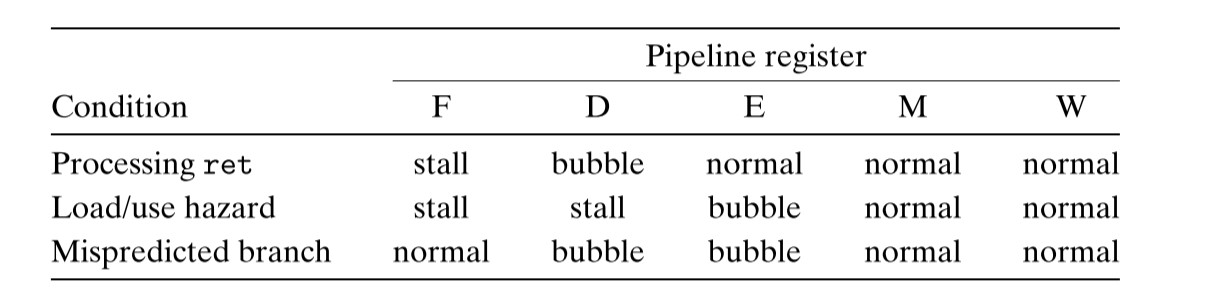 Pipeline register
Condition F D E M W
Processing ret stall bubble normal normal normal
Load/use hazard stall stall bubble normal normal
Mispredicted branch normal bubble bubble normal normal